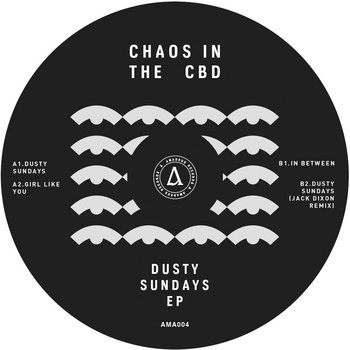 CHAOS IN
THE CBD
A1.DUSTY
SUNDAYS
A2.GIRL LIKE
YOU
B1.IN BETWEEN
B2.DUSTY
SUNDAYS
(JACK DIXON
REMIX)
DUSTY
SUNDAYS
EP
AMA004